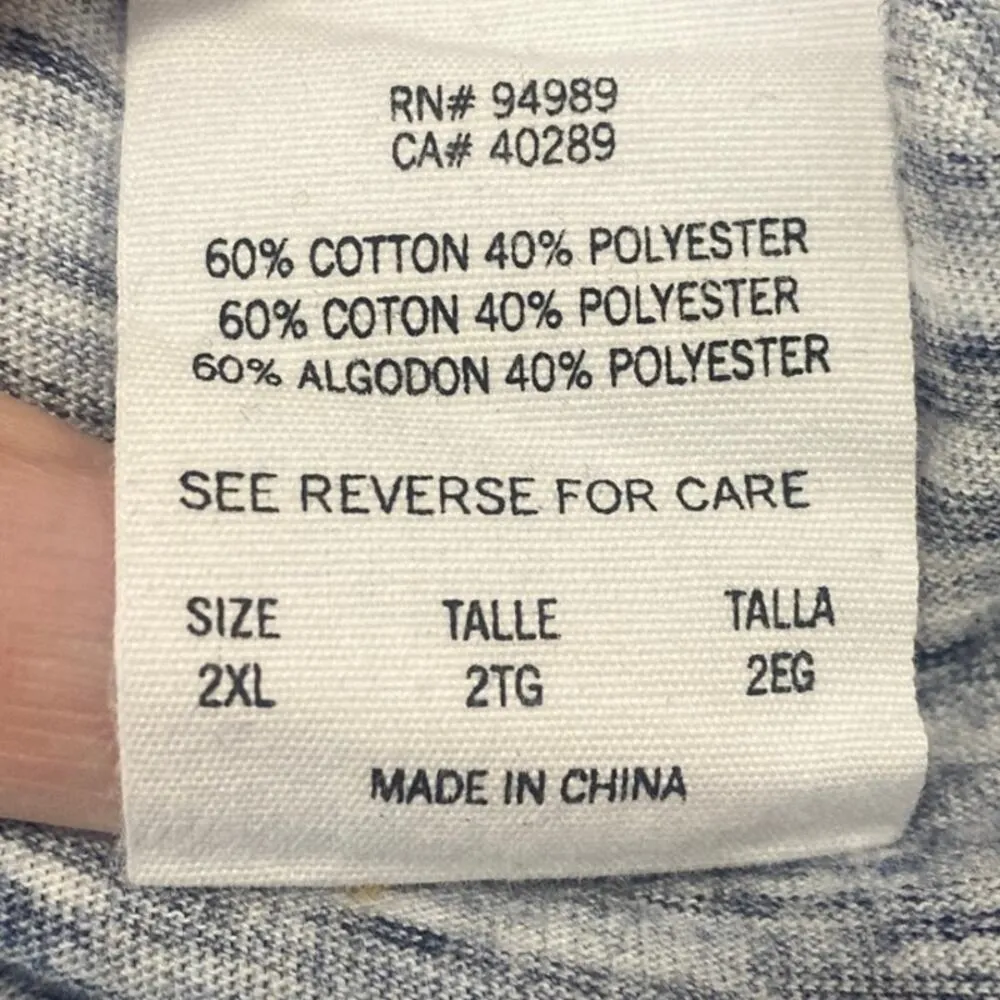 RN# 94989
CA# 40289
60% COTTON 40% POLYESTER
60% COTON 40% POLYESTER
60% ALGODON 40% POLYESTER
SEE REVERSE FOR CARE
SIZE TALLE TALLA
2XL 2TG 2EG
MADE IN CHINA